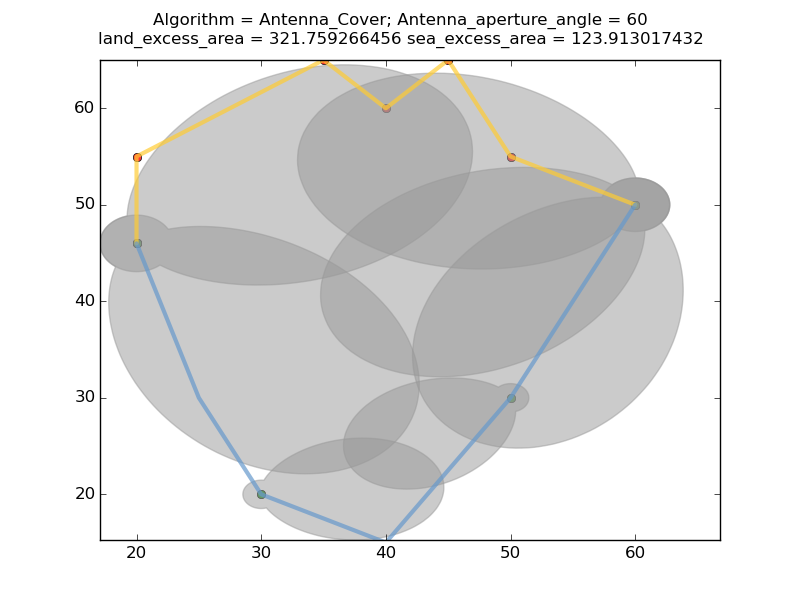 Algorithm = Antenna_Cover; Antenna_aperture_angle = 60
land_excess_area = 321.759266456 sea_excess_area = 123.913017432
60
50
40
30
20
20 30 40 50 60